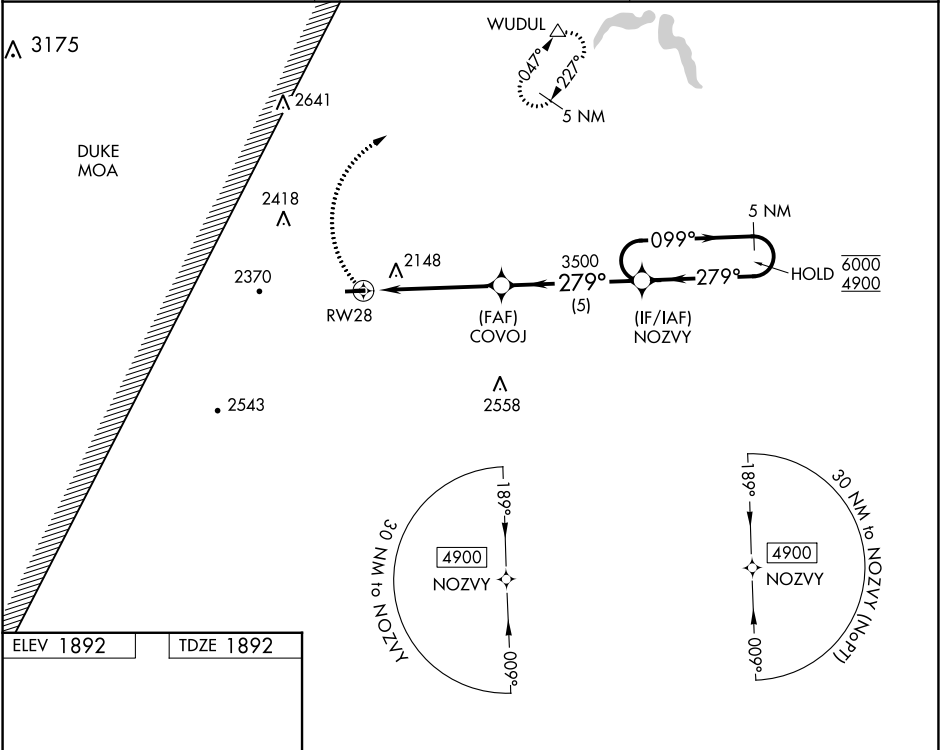 WUDUL
047°
227°
5 NM
3175
2641
DUKE
MOA
2418
2370
2148
RW28
2543
3500
279°
(5)
(FAF)
COVOJ
(IF/IAF)
NOZVY
099°
279°
5 NM
HOLD
6000
4900
2558
30 NM to NOZVY
189°
4900
NOZVY
009°
30 NM to NOZVY (NoPT)
189°
4900
NOZVY
009°
ELEV 1892
TDZE 1892